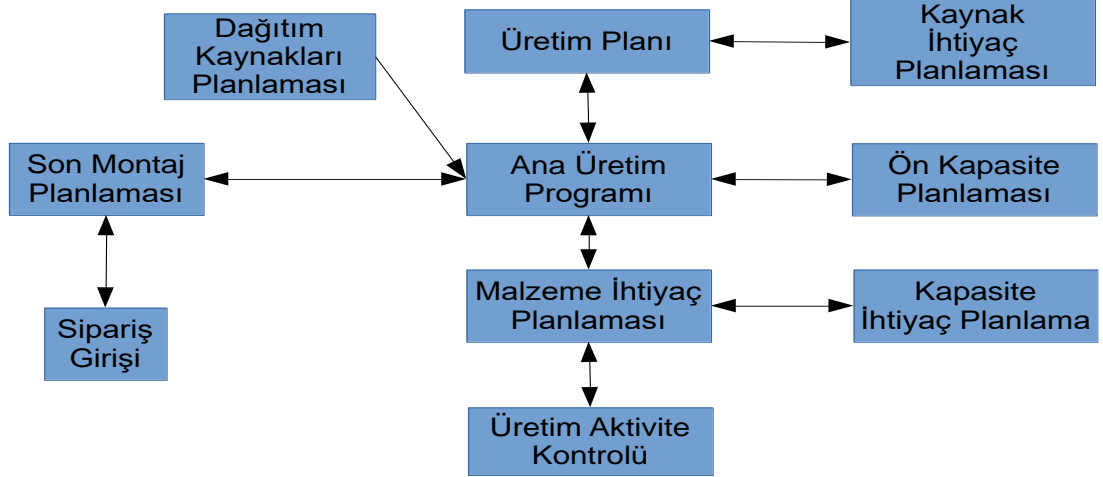 Dağıtım
Kaynakları
Planlaması
Üretim Planı
Kaynak
İhtiyaç
Planlaması
Son Montaj
Planlaması
Ana Üretim
Programı
Ön Kapasite
Planlaması
Sipariş
Girişi
Malzeme İhtiyaç
Planlaması
Kapasite
İhtiyaç Planlama
Üretim Aktivite
Kontrolü